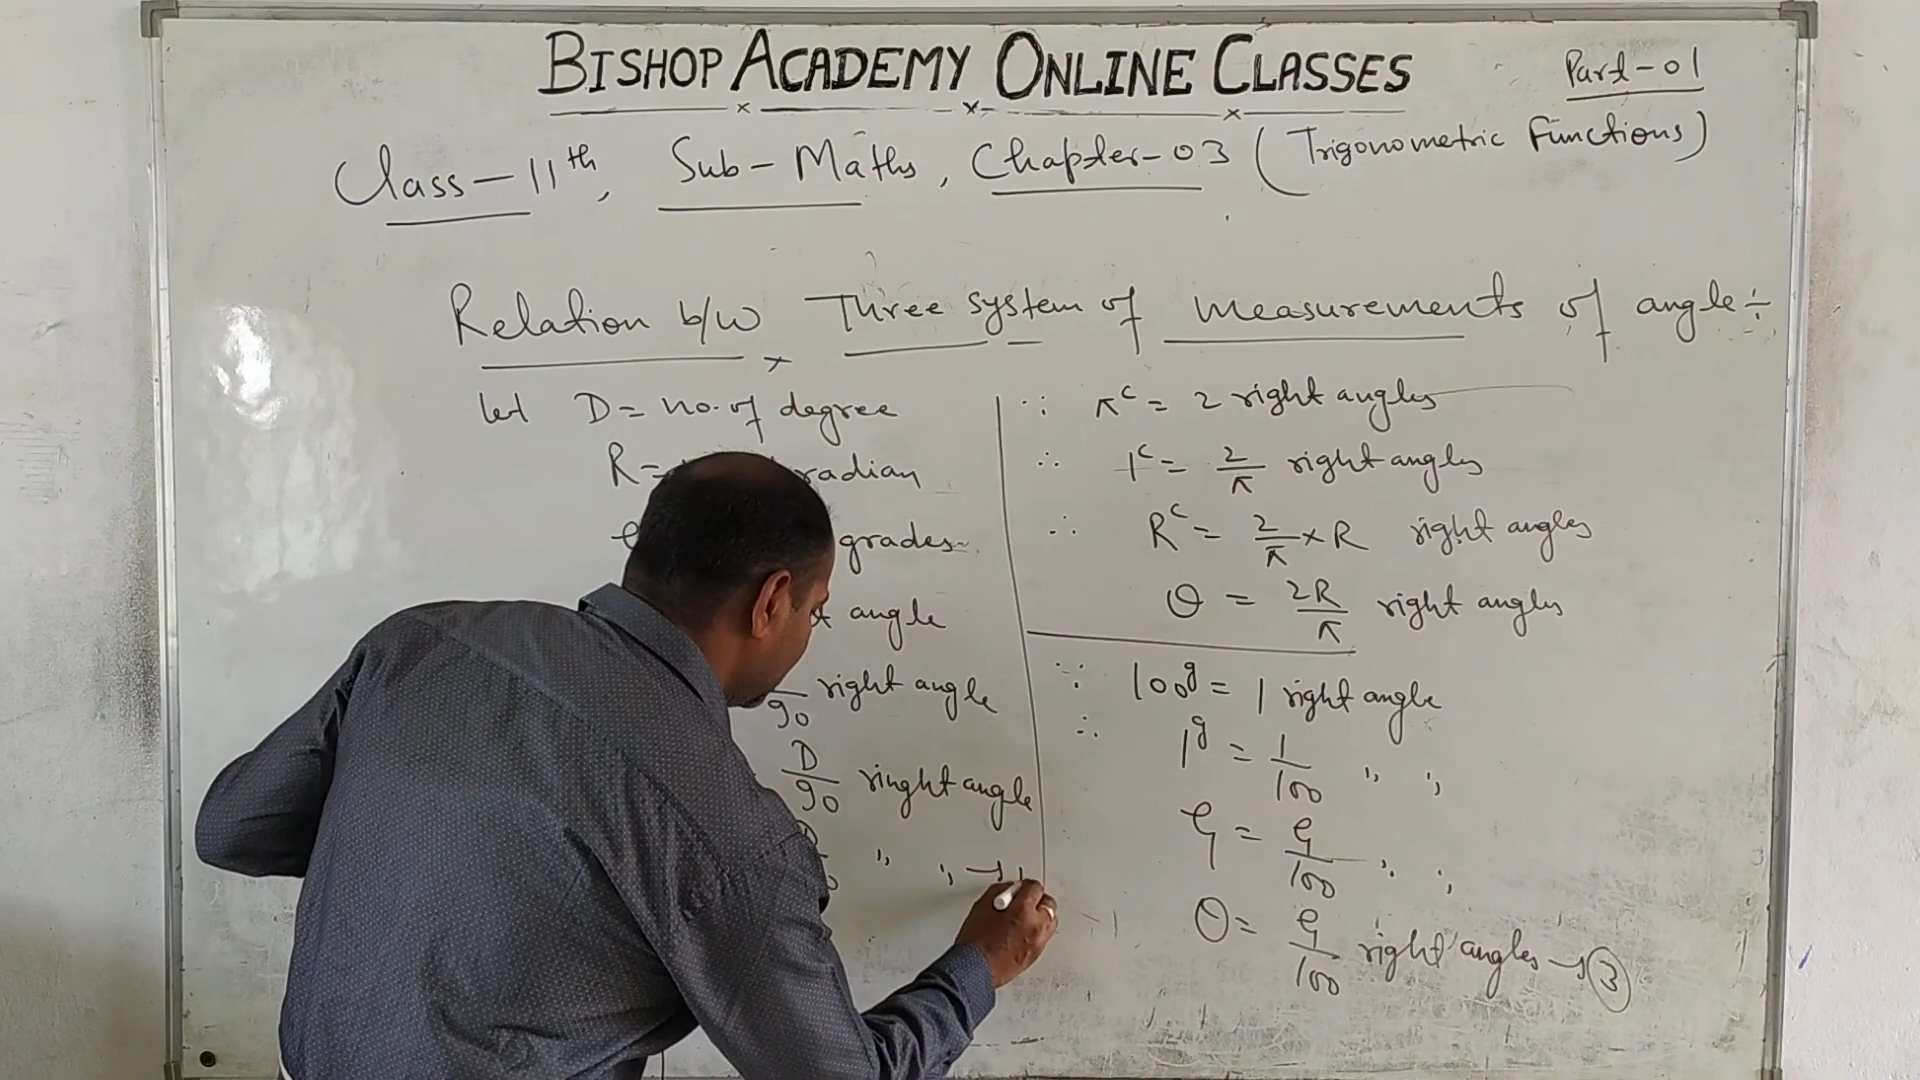 BISHOP ACADEMY ONLINE CLASSES
Part-01
Class-11th, Sub-Maths, Chapter-03 (Trigonometric Functions)
Relation b/w Three system of measurements of angle÷
let D = no. of degree
R = radian
grades
angle
90 right angle
D/90 ringht angle
" " →
∵ πᶜ = 2 right angles
∴ 1ᶜ = 2/π right angles
∴ Rᶜ = 2/π × R right angles
θ = 2R/π right angles
∵ 100ᵍ = 1 right angle
∴ 1ᵍ = 1/100 " "
G = G/100 " "
θ = G/100 right angles → ③